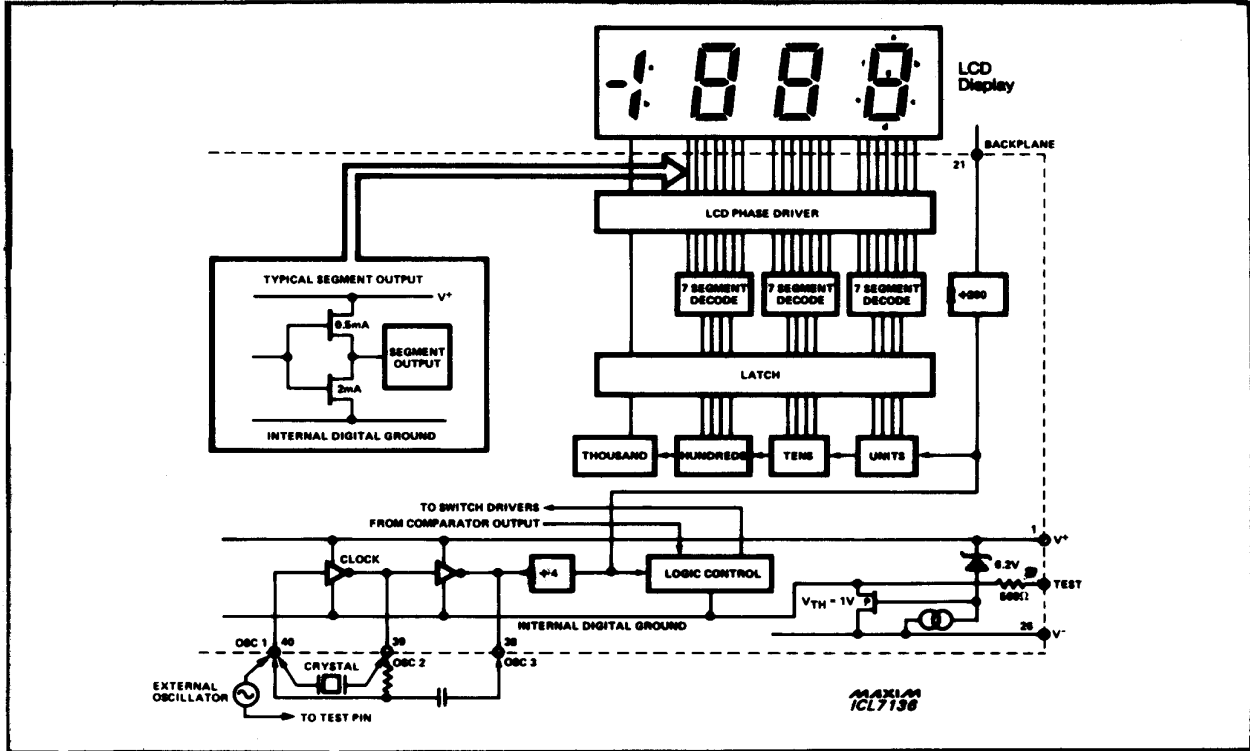 -1 8 8 8
a
f b
g
e c
d
LCD
Display
BACKPLANE
21
LCD PHASE DRIVER
TYPICAL SEGMENT OUTPUT
V+
0.5mA
SEGMENT
OUTPUT
2mA
INTERNAL DIGITAL GROUND
7 SEGMENT
DECODE
7 SEGMENT
DECODE
7 SEGMENT
DECODE
LATCH
THOUSAND
HUNDREDS
TENS
UNITS
TO SWITCH DRIVERS
FROM COMPARATOR OUTPUT
1
V+
CLOCK
÷4
LOGIC CONTROL
6.2V
TEST
500Ω
VTH = 1V
INTERNAL DIGITAL GROUND
26
V-
OSC 1
40
39
OSC 2
38
OSC 3
CRYSTAL
EXTERNAL
OSCILLATOR
TO TEST PIN
MAXIM
ICL7136